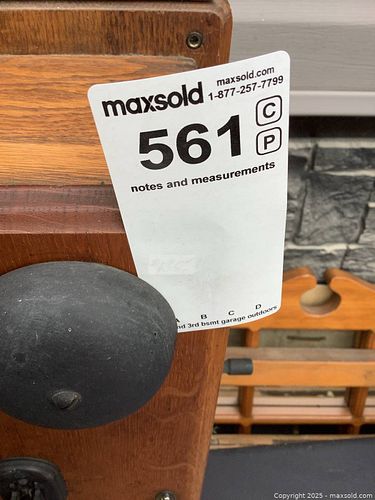 maxsold.com
maxsold 1-877-257-7799
561 C
P
notes and measurements
A B C D
3rd bsmt garage outdoors
Copyright © 2025 - maxsold.com